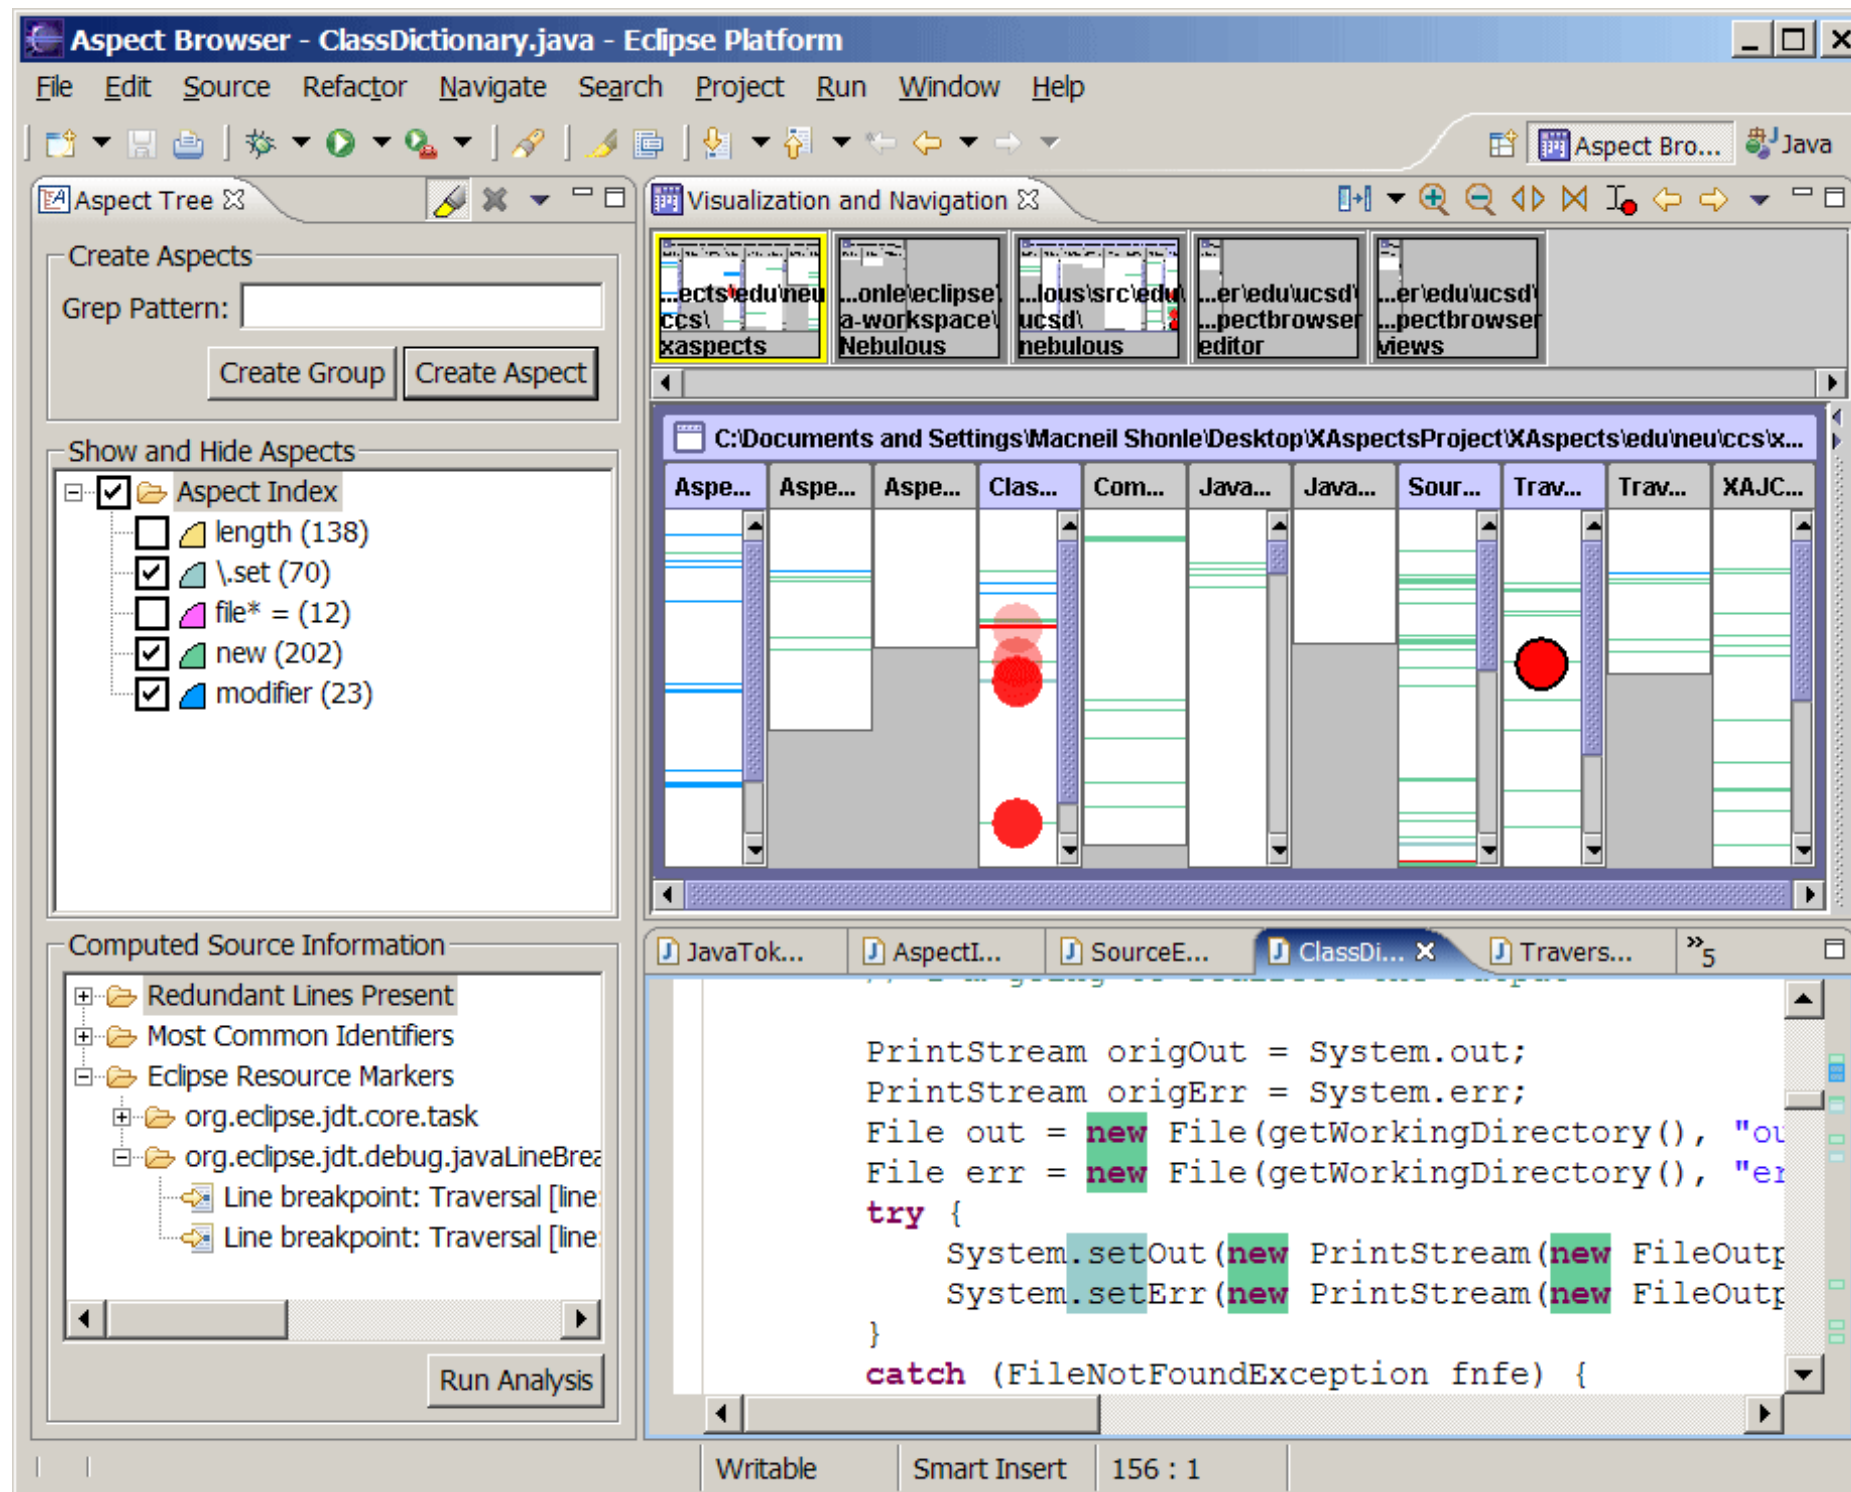 Aspect Browser - ClassDictionary.java - Eclipse Platform
File Edit Source Refactor Navigate Search Project Run Window Help
Aspect Bro... Java
Aspect Tree
Create Aspects
Grep Pattern:
Create Group Create Aspect
Show and Hide Aspects
Aspect Index
length (138)
\.set (70)
file* = (12)
new (202)
modifier (23)
Computed Source Information
Redundant Lines Present
Most Common Identifiers
Eclipse Resource Markers
org.eclipse.jdt.core.task
org.eclipse.jdt.debug.javaLineBrea
Line breakpoint: Traversal [line:
Line breakpoint: Traversal [line:
Run Analysis
Visualization and Navigation
...ects\edu\neu\
ccs\
xaspects
...onle\eclipse\
a-workspace\
Nebulous
...lous\src\edu\
ucsd\
nebulous
...er\edu\ucsd\
...pectbrowser
editor
...er\edu\ucsd\
...pectbrowser
views
C:\Documents and Settings\Macneil Shonle\Desktop\XAspectsProject\XAspects\edu\neu\ccs\x...
Aspe... Aspe... Aspe... Clas... Com... Java... Java... Sour... Trav... Trav... XAJC...
JavaTok... AspectI... SourceE... ClassDi... Travers... »5
PrintStream origOut = System.out;
PrintStream origErr = System.err;
File out = new File(getWorkingDirectory(), "ou
File err = new File(getWorkingDirectory(), "er
try {
System.setOut(new PrintStream(new FileOutp
System.setErr(new PrintStream(new FileOutp
}
catch (FileNotFoundException fnfe) {
Writable Smart Insert 156 : 1